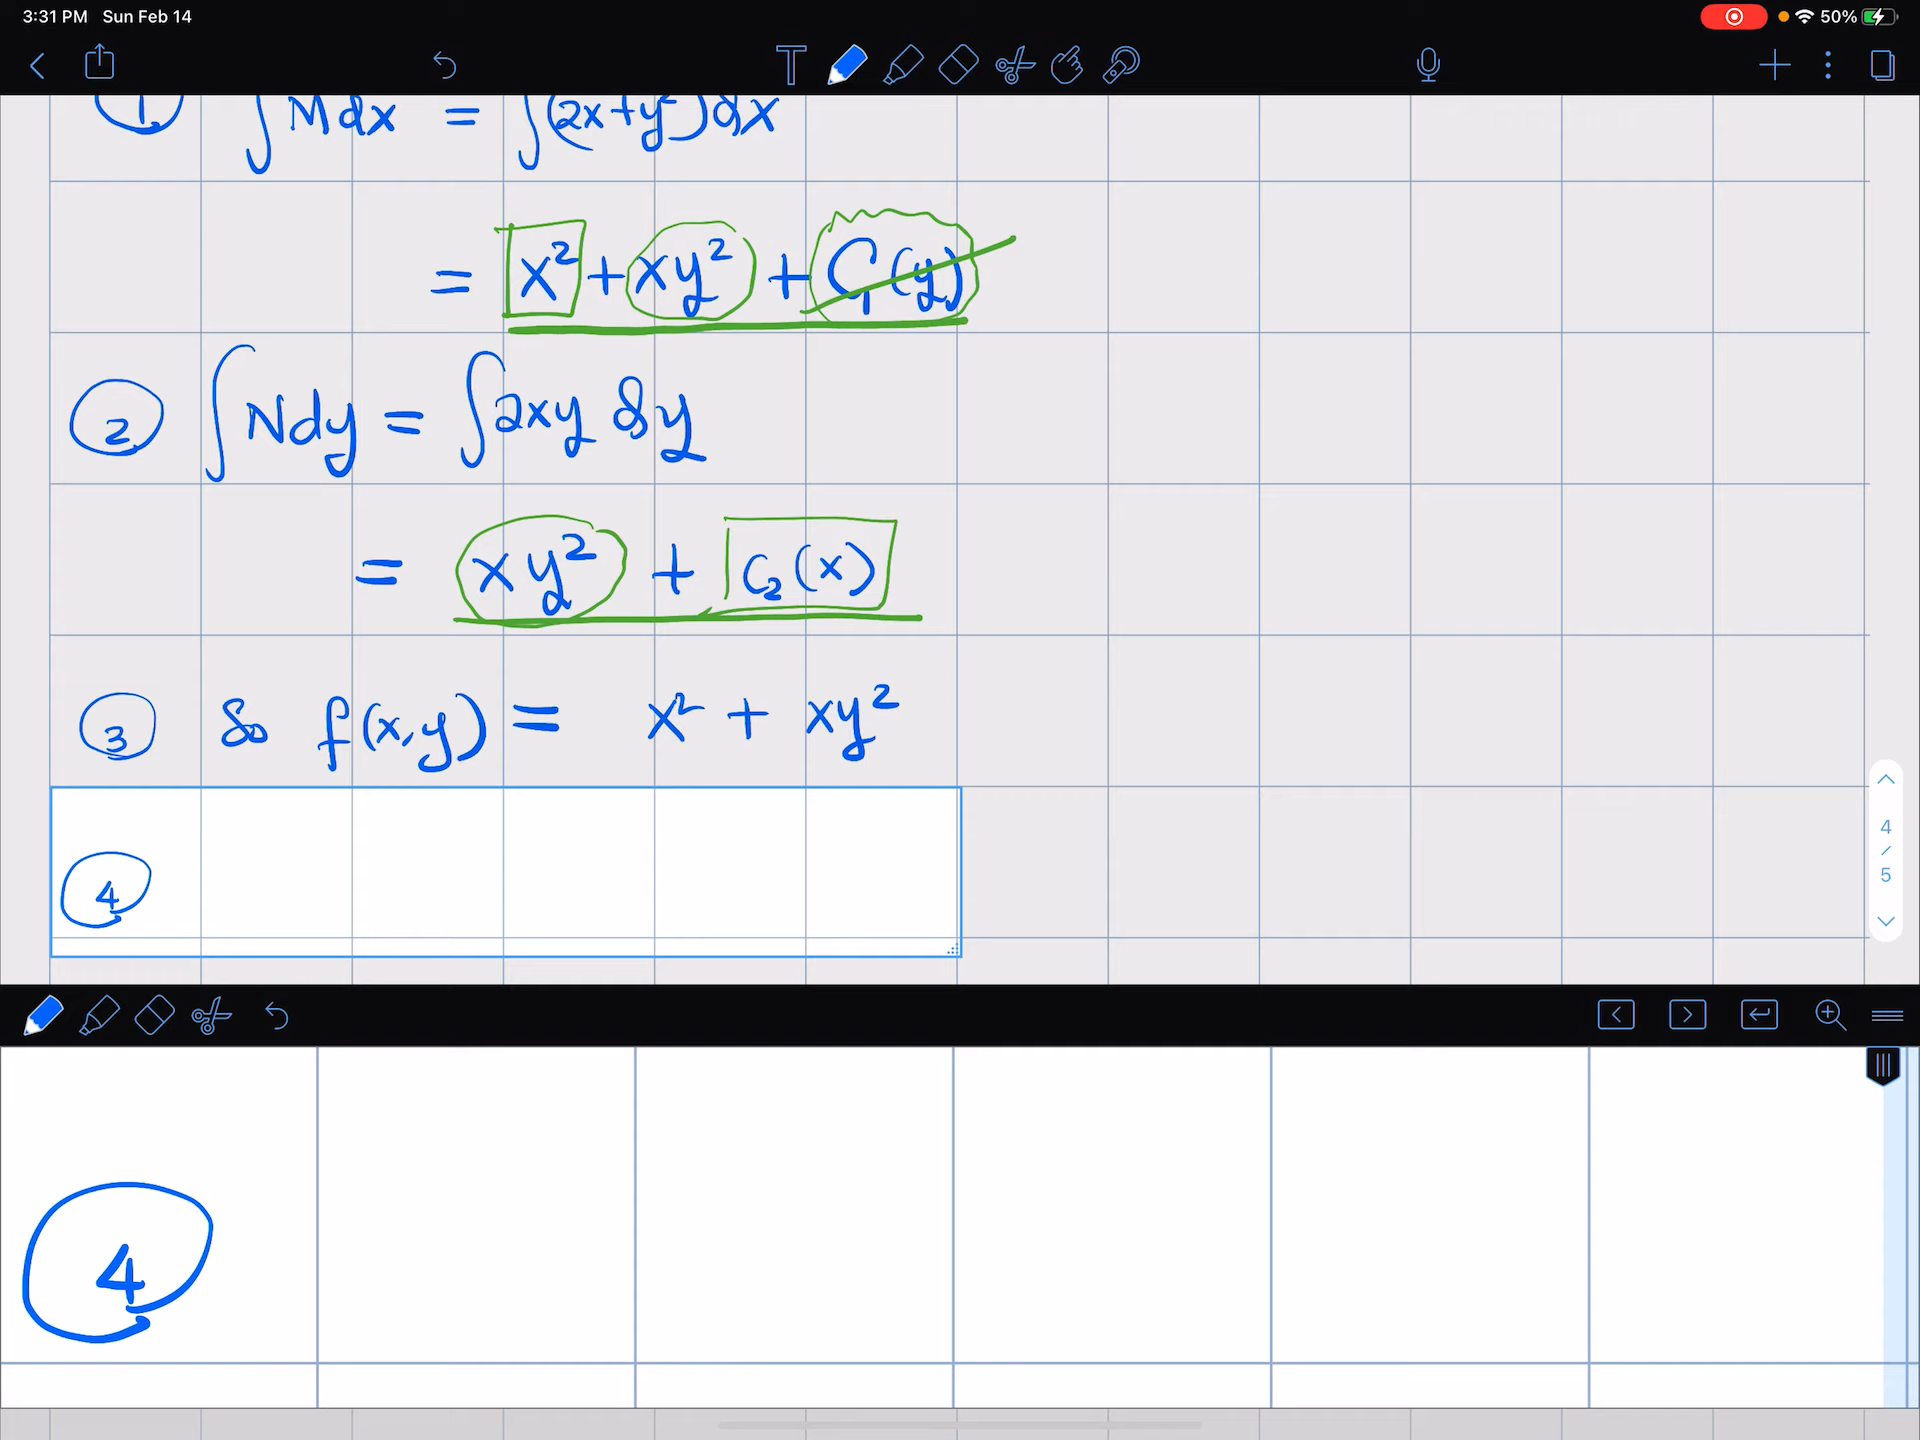 3:31 PM Sun Feb 14 50%
1 ∫Mdx = ∫(2x+y²)dx
= x² + xy² + C₁(y)
2 ∫Ndy = ∫2xy dy
= xy² + C₂(x)
3 So f(x,y) = x² + xy²
4
4
/
5
4